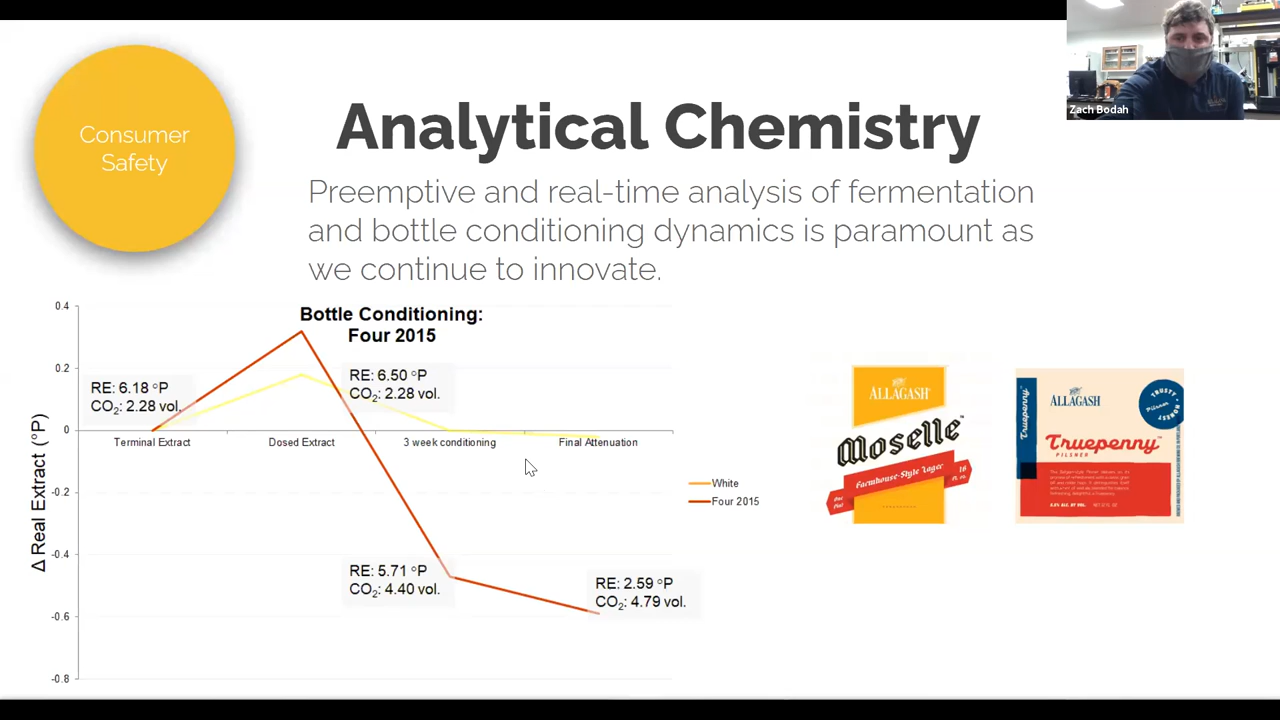 Zach Bodah
Consumer
Safety
Analytical Chemistry
Preemptive and real-time analysis of fermentation
and bottle conditioning dynamics is paramount as
we continue to innovate.
Bottle Conditioning:
Four 2015
Δ Real Extract (°P)
0.4
0.2
0
-0.2
-0.4
-0.6
-0.8
RE: 6.18 °P
CO₂: 2.28 vol.
RE: 6.50 °P
CO₂: 2.28 vol.
Terminal Extract
Dosed Extract
3 week conditioning
Final Attenuation
White
Four 2015
RE: 5.71 °P
CO₂: 4.40 vol.
RE: 2.59 °P
CO₂: 4.79 vol.
ALLAGASH
Moselle™
Farmhouse-Style Lager
16
FL. OZ.
Truepenny
ALLAGASH
TRUSTY
Pilsner
HONEST
Truepenny™
PILSNER